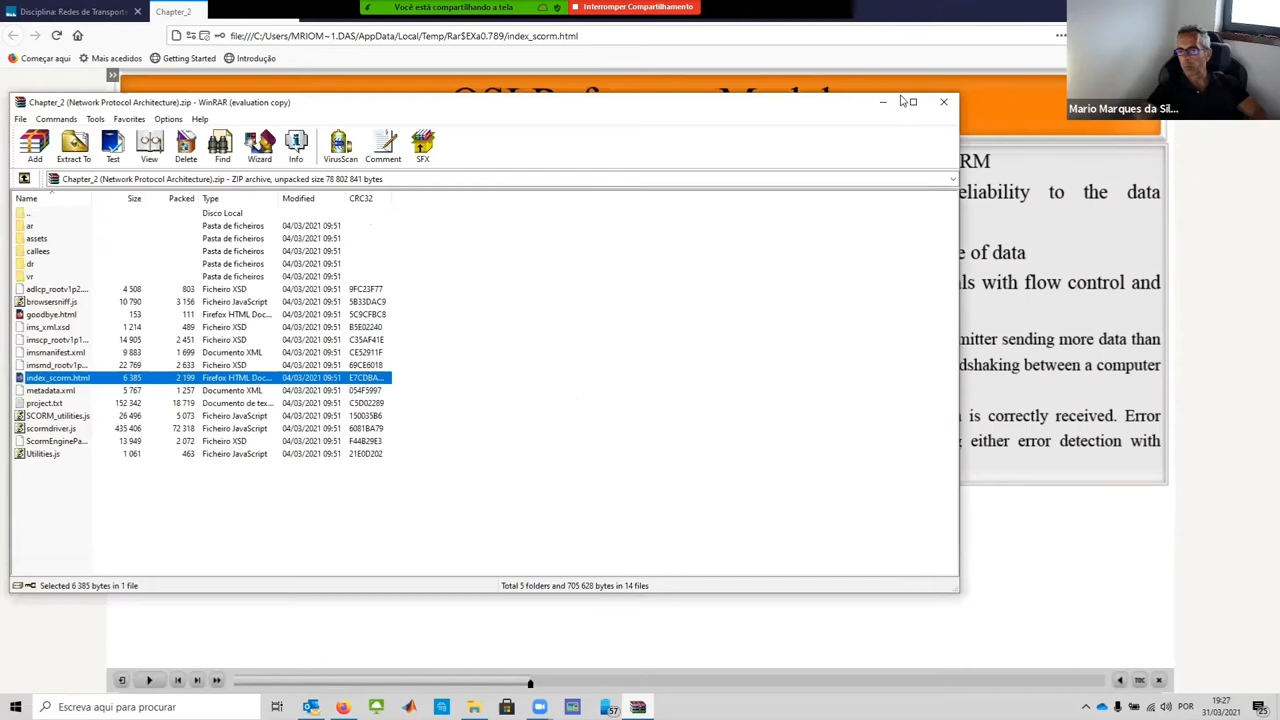 Disciplina: Redes de Transporte
Chapter_2
Você está compartilhando a tela
Interromper Compartilhamento
file:///C:/Users/MRIOM~1.DAS/AppData/Local/Temp/Rar$EXa0.789/index_scorm.html
Começar aqui
Mais acedidos
Getting Started
Introdução
Mario Marques da Sil...
Chapter_2 (Network Protocol Architecture).zip - WinRAR (evaluation copy)
File Commands Tools Favorites Options Help
Add Extract To Test View Delete Find Wizard Info VirusScan Comment SFX
Chapter_2 (Network Protocol Architecture).zip - ZIP archive, unpacked size 78 802 841 bytes
Name Size Packed Type Modified CRC32
.. Disco Local
ar Pasta de ficheiros 04/03/2021 09:51
assets Pasta de ficheiros 04/03/2021 09:51
callees Pasta de ficheiros 04/03/2021 09:51
dr Pasta de ficheiros 04/03/2021 09:51
vr Pasta de ficheiros 04/03/2021 09:51
adlcp_rootv1p2.... 4 508 803 Ficheiro XSD 04/03/2021 09:51 9FC23F77
browsersniff.js 10 790 3 156 Ficheiro JavaScript 04/03/2021 09:51 5B33DAC9
goodbye.html 153 111 Firefox HTML Doc... 04/03/2021 09:51 5C9CFBC8
ims_xml.xsd 1 214 489 Ficheiro XSD 04/03/2021 09:51 B5E02240
imscp_rootv1p1... 14 905 2 451 Ficheiro XSD 04/03/2021 09:51 C35AF41E
imsmanifest.xml 9 883 1 699 Documento XML 04/03/2021 09:51 CE52911F
imsmd_rootv1p... 22 769 2 633 Ficheiro XSD 04/03/2021 09:51 69CE6018
index_scorm.html 6 385 2 199 Firefox HTML Doc... 04/03/2021 09:51 E7CDBA...
metadata.xml 5 767 1 257 Documento XML 04/03/2021 09:51 054F5997
project.txt 152 342 18 719 Documento de tex... 04/03/2021 09:51 C5D02289
SCORM_utilities.js 26 496 5 073 Ficheiro JavaScript 04/03/2021 09:51 150035B6
scormdriver.js 435 406 72 318 Ficheiro JavaScript 04/03/2021 09:51 6081BA79
ScormEnginePa... 13 949 2 072 Ficheiro XSD 04/03/2021 09:51 F44B29E3
Utilities.js 1 061 463 Ficheiro JavaScript 04/03/2021 09:51 21E0D202
Selected 6 385 bytes in 1 file
Total 5 folders and 705 628 bytes in 14 files
RM
eliability to the data
e of data
ls with flow control and
mitter sending more data than
dshaking between a computer
a is correctly received. Error
g either error detection with
TOC
Escreva aqui para procurar
57
POR
19:27
31/03/2021
25